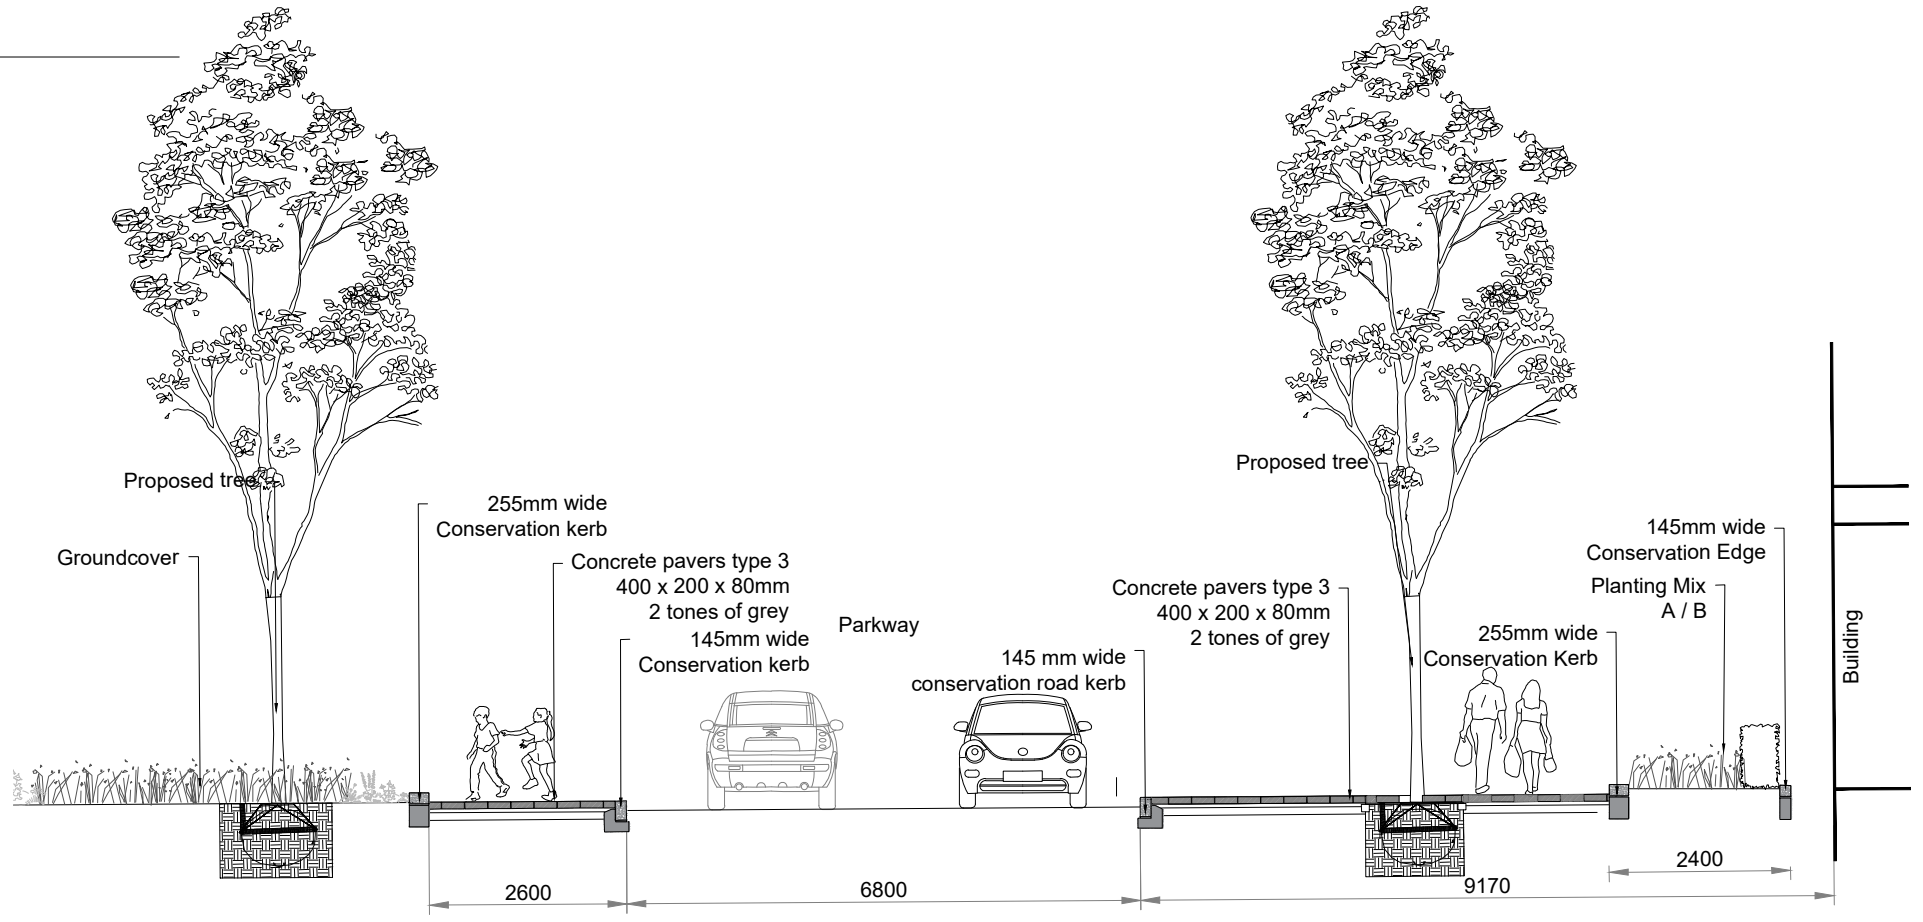 Proposed tree
255mm wide
Conservation kerb
Groundcover
Concrete pavers type 3
400 x 200 x 80mm
2 tones of grey
145mm wide
Conservation kerb
Parkway
145 mm wide
conservation road kerb
Concrete pavers type 3
400 x 200 x 80mm
2 tones of grey
Proposed tree
255mm wide
Conservation Kerb
145mm wide
Conservation Edge
Planting Mix
A / B
Building
2600
6800
9170
2400